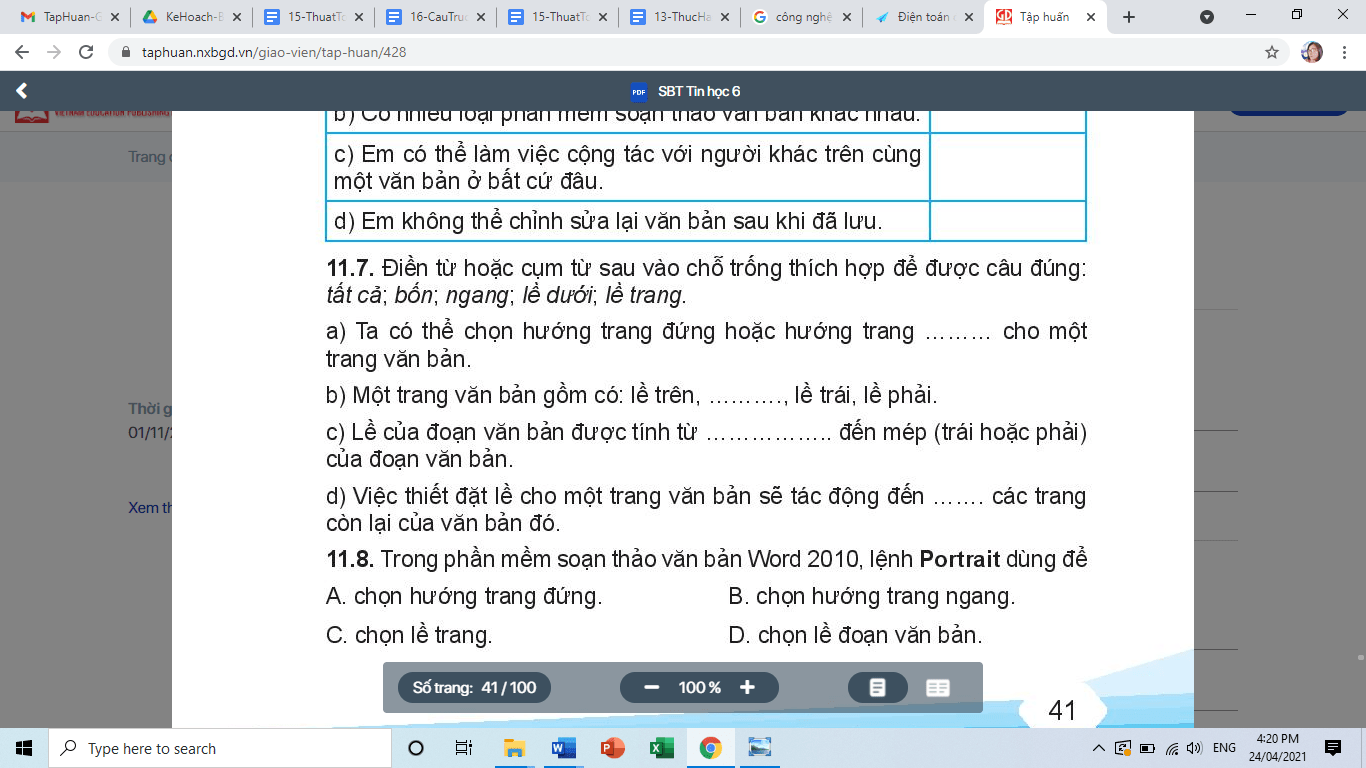 TapHuan-G
KeHoach-B
15-ThuatTo
16-CauTruc
15-ThuatTo
13-ThucHa
công nghệ
Điện toán
Tập huấn
taphuan.nxbgd.vn/giao-vien/tap-huan/428
PDF SBT Tin học 6
Trang
b) Có nhiều loại phần mềm soạn thảo văn bản khác nhau.
c) Em có thể làm việc cộng tác với người khác trên cùng
một văn bản ở bất cứ đâu.
d) Em không thể chỉnh sửa lại văn bản sau khi đã lưu.
11.7. Điền từ hoặc cụm từ sau vào chỗ trống thích hợp để được câu đúng:
tất cả; bốn; ngang; lề dưới; lề trang.
a) Ta có thể chọn hướng trang đứng hoặc hướng trang ……… cho một
trang văn bản.
b) Một trang văn bản gồm có: lề trên, ………., lề trái, lề phải.
Thời g
01/11/
c) Lề của đoạn văn bản được tính từ …………….. đến mép (trái hoặc phải)
của đoạn văn bản.
d) Việc thiết đặt lề cho một trang văn bản sẽ tác động đến ……. các trang
còn lại của văn bản đó.
Xem th
11.8. Trong phần mềm soạn thảo văn bản Word 2010, lệnh Portrait dùng để
A. chọn hướng trang đứng. B. chọn hướng trang ngang.
C. chọn lề trang. D. chọn lề đoạn văn bản.
Số trang: 41 / 100 100 %
41
Type here to search
ENG
4:20 PM
24/04/2021